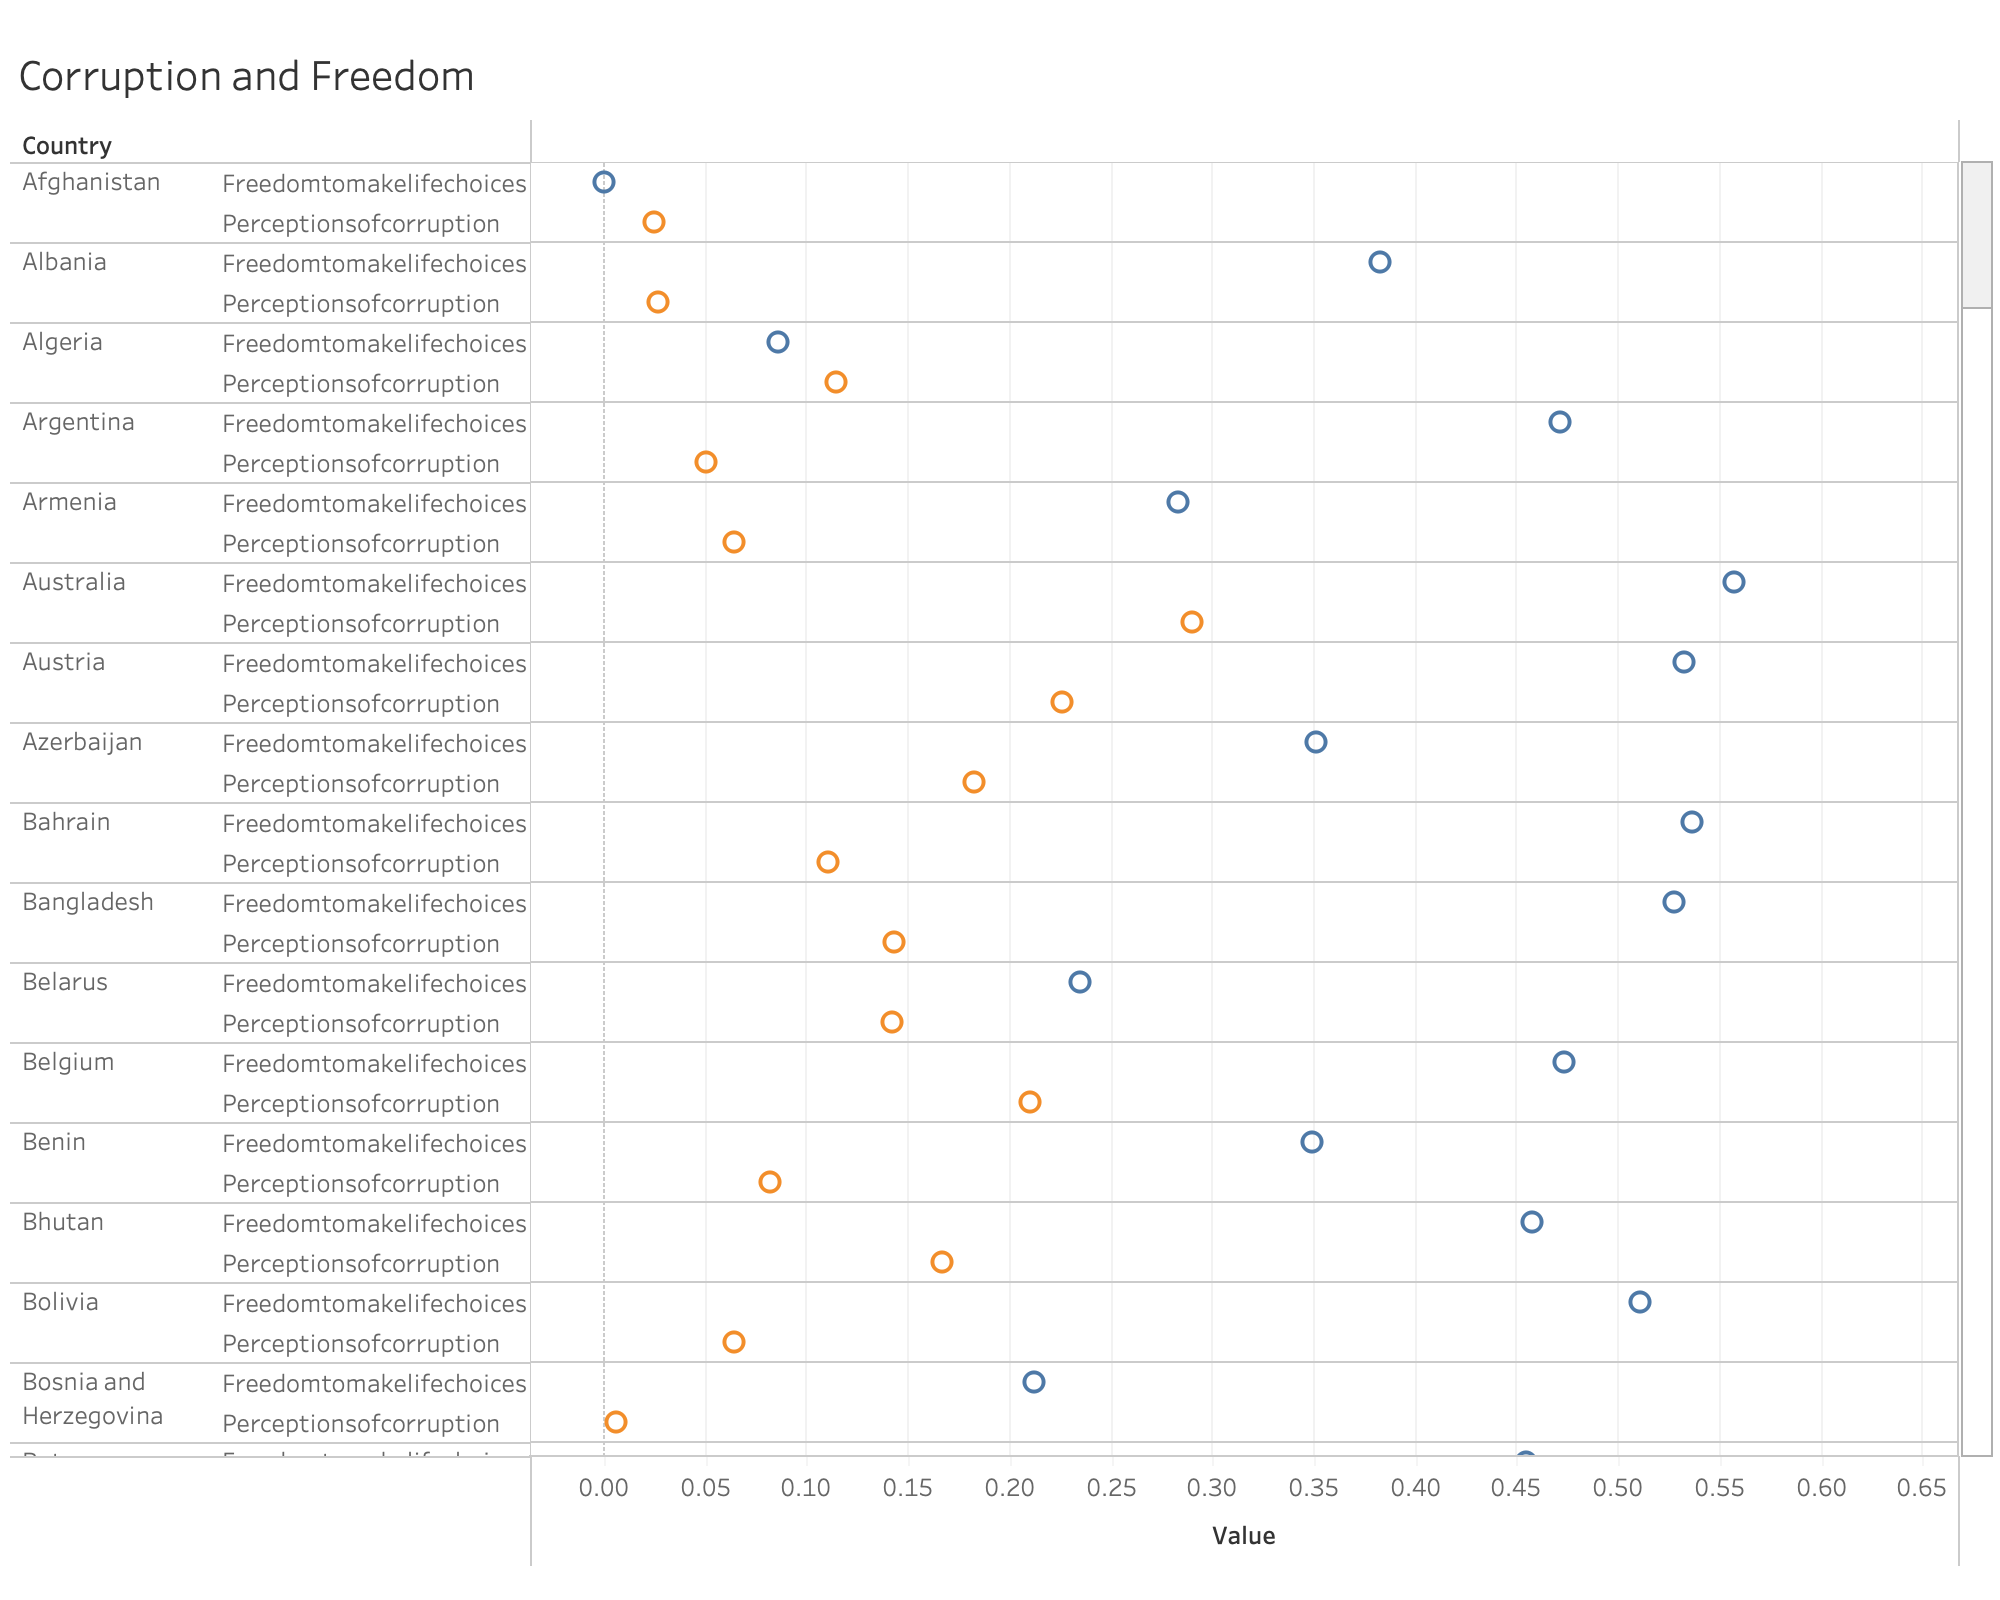 Corruption and Freedom
Country
Afghanistan Freedomtomakelifechoices
Perceptionsofcorruption
Albania Freedomtomakelifechoices
Perceptionsofcorruption
Algeria Freedomtomakelifechoices
Perceptionsofcorruption
Argentina Freedomtomakelifechoices
Perceptionsofcorruption
Armenia Freedomtomakelifechoices
Perceptionsofcorruption
Australia Freedomtomakelifechoices
Perceptionsofcorruption
Austria Freedomtomakelifechoices
Perceptionsofcorruption
Azerbaijan Freedomtomakelifechoices
Perceptionsofcorruption
Bahrain Freedomtomakelifechoices
Perceptionsofcorruption
Bangladesh Freedomtomakelifechoices
Perceptionsofcorruption
Belarus Freedomtomakelifechoices
Perceptionsofcorruption
Belgium Freedomtomakelifechoices
Perceptionsofcorruption
Benin Freedomtomakelifechoices
Perceptionsofcorruption
Bhutan Freedomtomakelifechoices
Perceptionsofcorruption
Bolivia Freedomtomakelifechoices
Perceptionsofcorruption
Bosnia and Freedomtomakelifechoices
Herzegovina Perceptionsofcorruption
0.00 0.05 0.10 0.15 0.20 0.25 0.30 0.35 0.40 0.45 0.50 0.55 0.60 0.65
Value